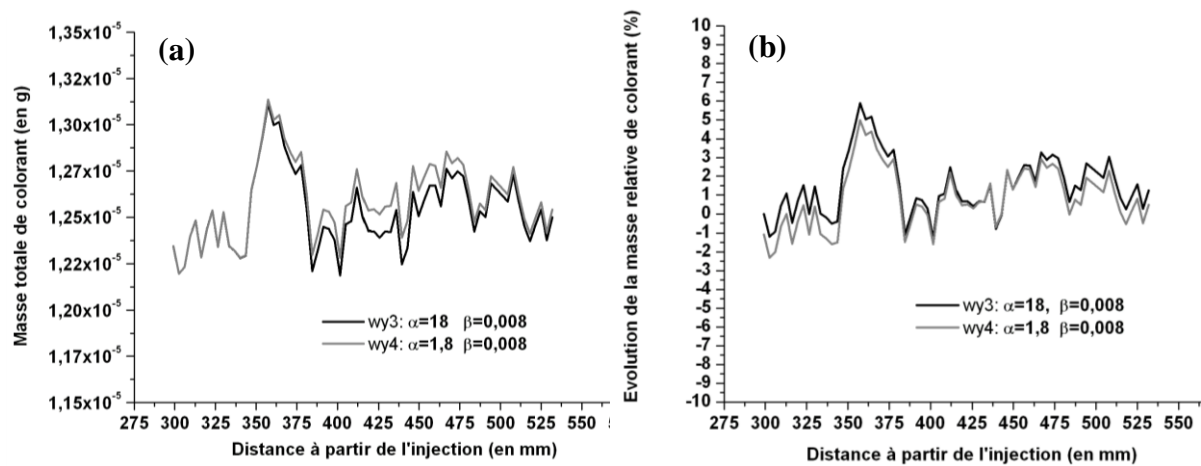 (a)
Masse totale de colorant (en g)
1,35x10⁻⁵
1,32x10⁻⁵
1,30x10⁻⁵
1,27x10⁻⁵
1,25x10⁻⁵
1,22x10⁻⁵
1,20x10⁻⁵
1,17x10⁻⁵
1,15x10⁻⁵
wy3: α=18 β=0,008
wy4: α=1,8 β=0,008
275 300 325 350 375 400 425 450 475 500 525 550
Distance à partir de l'injection (en mm)
(b)
Evolution de la masse relative de colorant (%)
10
9
8
7
6
5
4
3
2
1
0
-1
-2
-3
-4
-5
-6
-7
-8
-9
-10
wy3: α=18, β=0,008
wy4: α=1,8 β=0,008
275 300 325 350 375 400 425 450 475 500 525 550
Distance à partir de l'injection (en mm)